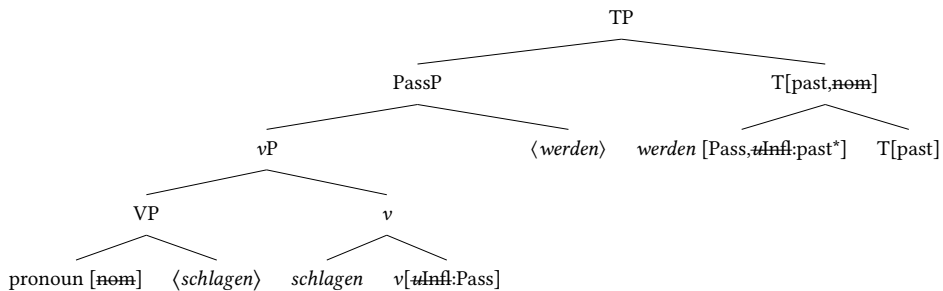 TP
PassP T[past,nom]
vP ⟨werden⟩ werden [Pass,uInfl:past*] T[past]
VP v
pronoun [nom] ⟨schlagen⟩ schlagen v[uInfl:Pass]